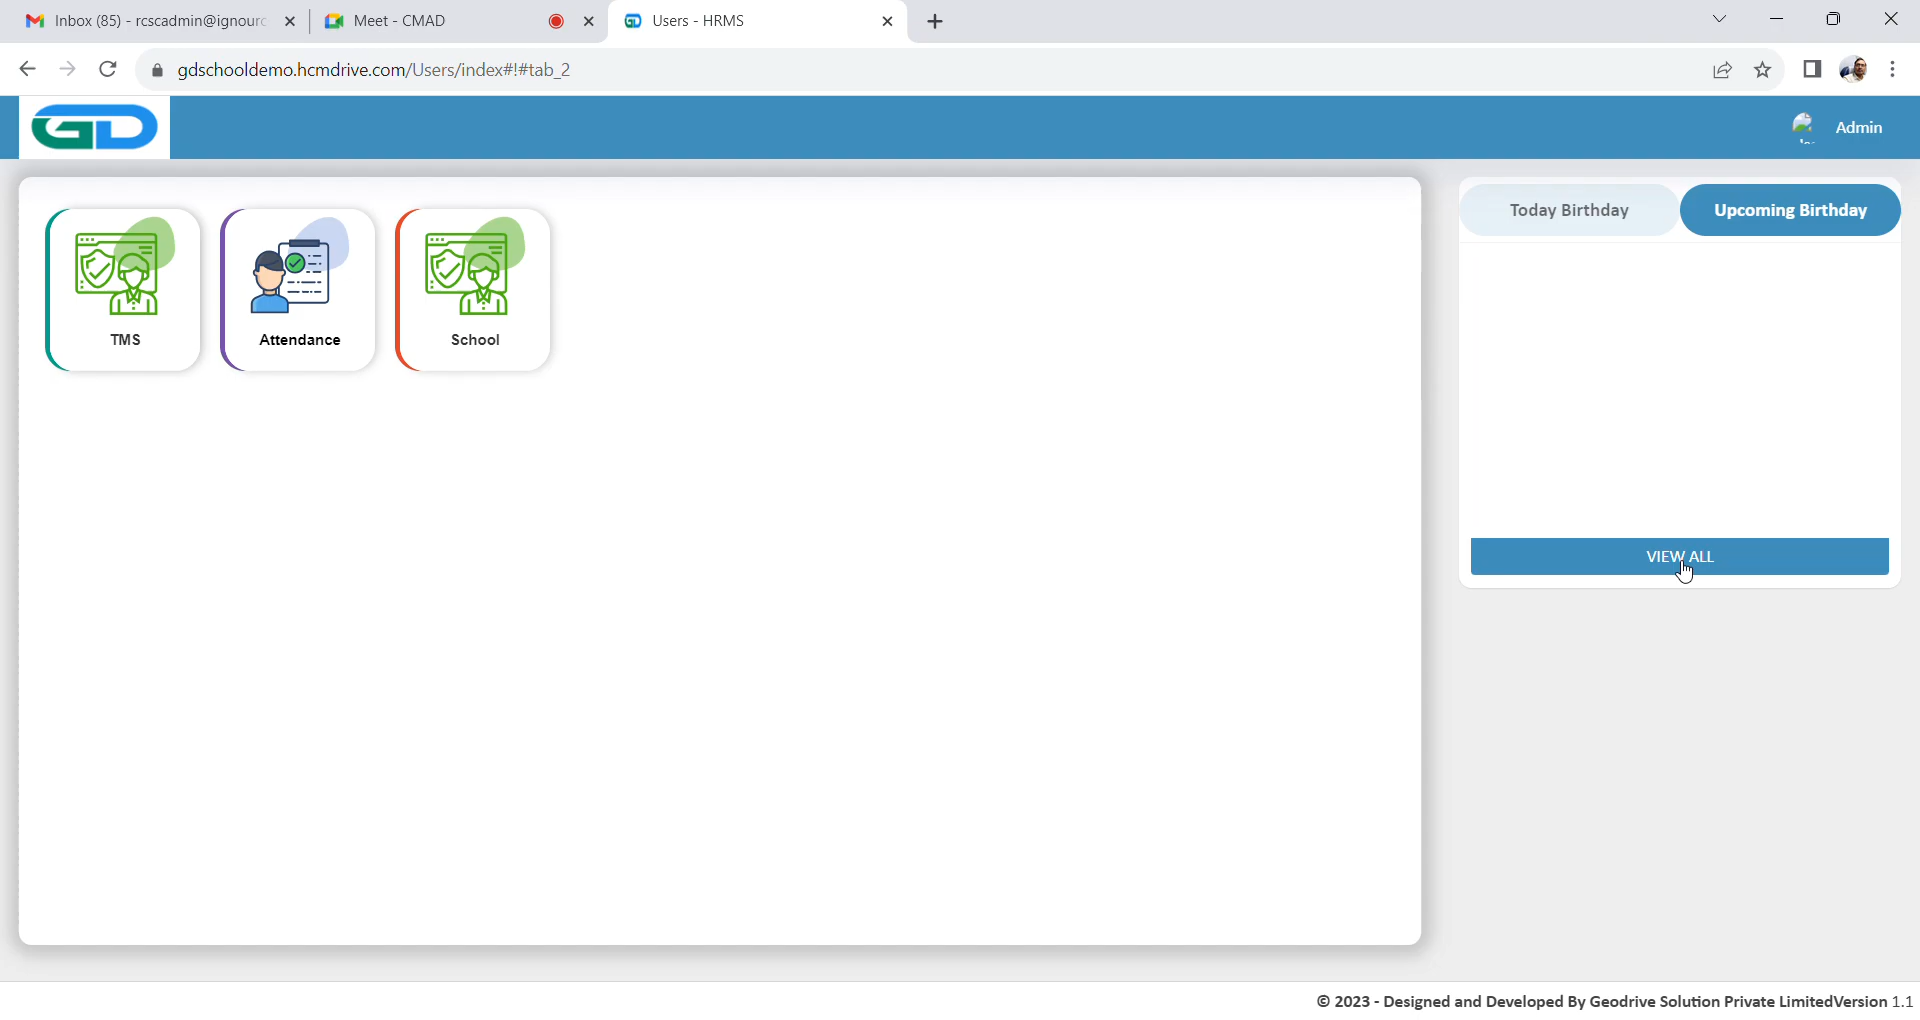 Inbox (85) - rcscadmin@ignourc
Meet - CMAD
Users - HRMS
gdschooldemo.hcmdrive.com/Users/index#!#tab_2
GD
Admin
TMS
Attendance
School
Today Birthday
Upcoming Birthday
VIEW ALL
© 2023 - Designed and Developed By Geodrive Solution Private LimitedVersion 1.1